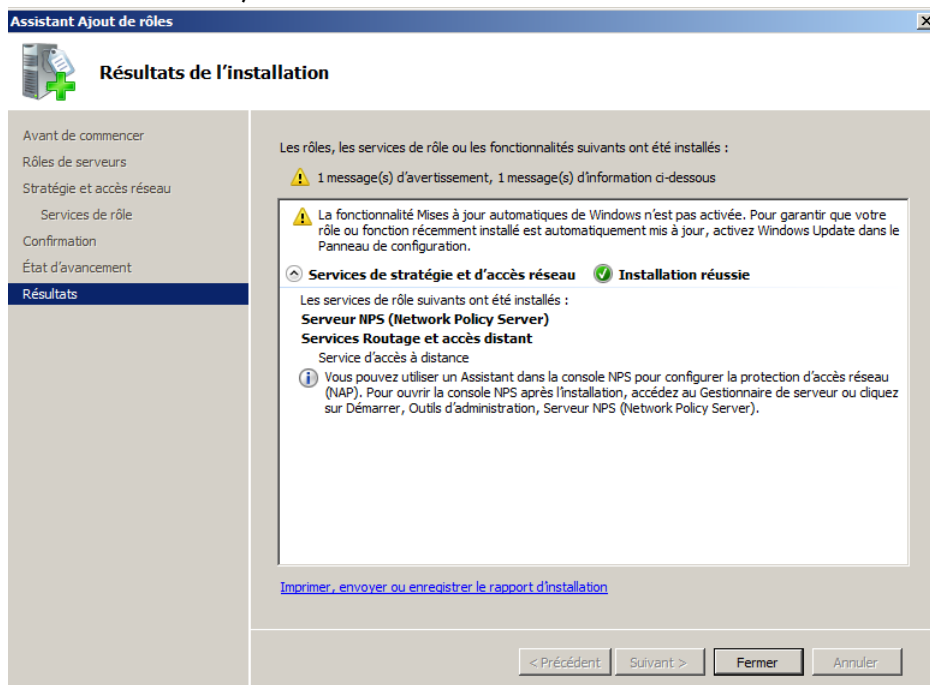 Assistant Ajout de rôles
Résultats de l'installation
Avant de commencer
Rôles de serveurs
Stratégie et accès réseau
Services de rôle
Confirmation
État d'avancement
Résultats
Les rôles, les services de rôle ou les fonctionnalités suivants ont été installés :
1 message(s) d'avertissement, 1 message(s) d'information ci-dessous
La fonctionnalité Mises à jour automatiques de Windows n'est pas activée. Pour garantir que votre
rôle ou fonction récemment installé est automatiquement mis à jour, activez Windows Update dans le
Panneau de configuration.
Services de stratégie et d'accès réseau Installation réussie
Les services de rôle suivants ont été installés :
Serveur NPS (Network Policy Server)
Services Routage et accès distant
Service d'accès à distance
Vous pouvez utiliser un Assistant dans la console NPS pour configurer la protection d'accès réseau
(NAP). Pour ouvrir la console NPS après l'installation, accédez au Gestionnaire de serveur ou cliquez
sur Démarrer, Outils d'administration, Serveur NPS (Network Policy Server).
Imprimer, envoyer ou enregistrer le rapport d'installation
< Précédent Suivant > Fermer Annuler